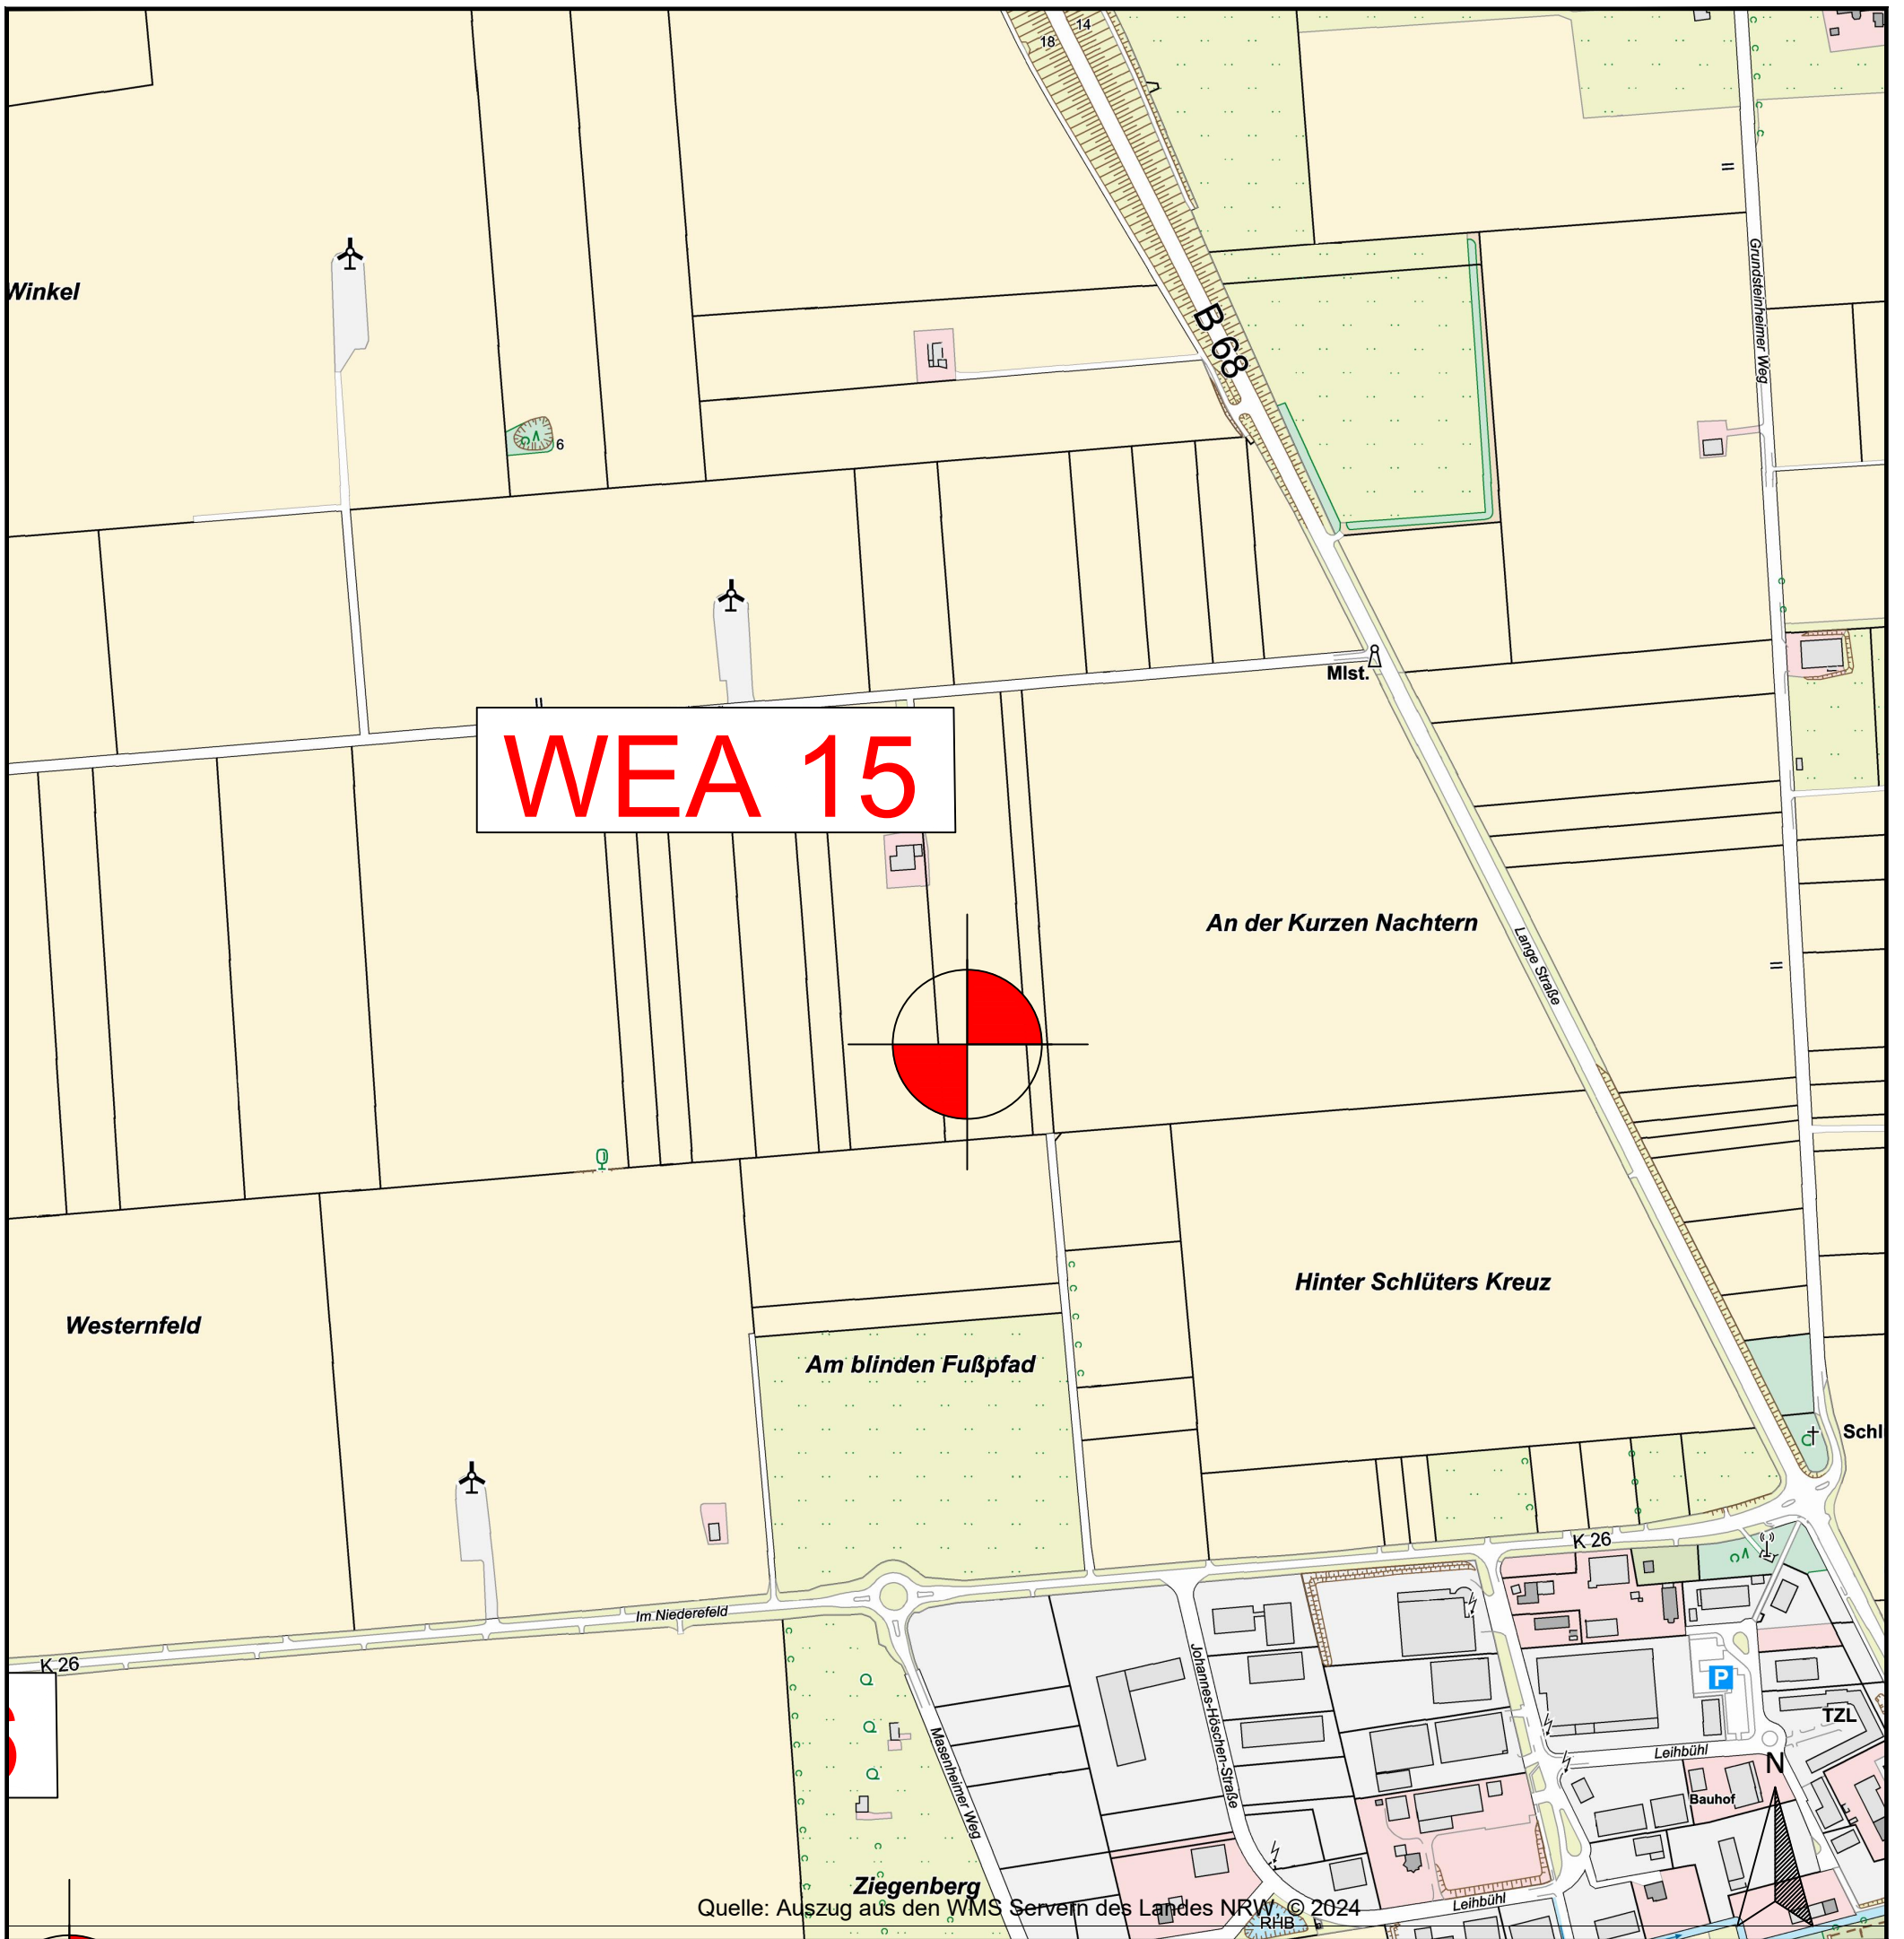 14
18
Winkel
B 68
Grundsteinheimer Weg
6
Mlst.
WEA 15
An der Kurzen Nachtern
Lange Straße
Hinter Schlüters Kreuz
Westernfeld
Am blinden Fußpfad
Schl
K 26
Im Niederefeld
K 26
P
TZL
Johannes-Höschen-Straße
Masenheimer Weg
Leihbühl
N
Bauhof
Ziegenberg
Quelle: Auszug aus den WMS Servern des Landes NRW, © 2024
Leihbühl
RHB